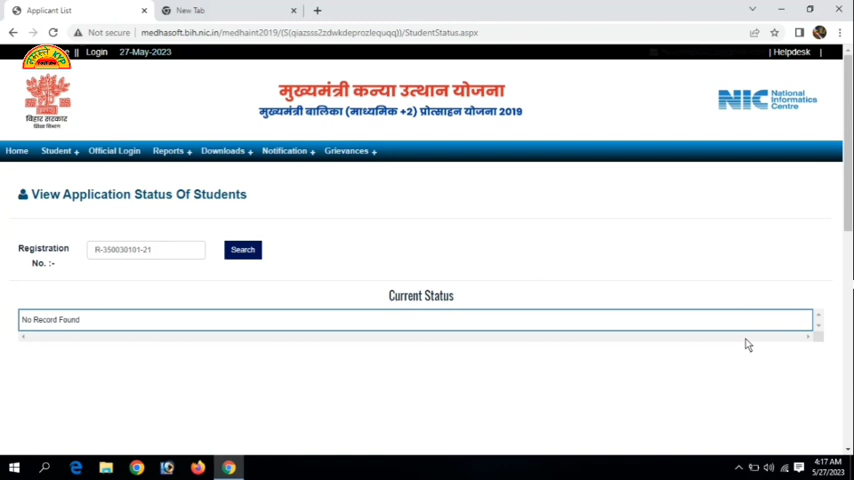 Applicant List
New Tab
Not secure
medhasoft.bih.nic.in/medhaint2019/(S(qiazsss2zdwkdeprozlequqq))/StudentStatus.aspx
|| Login 27-May-2023 | Helpdesk |
नमस्ते KYP
बिहार सरकार
शिक्षा विभाग
मुख्यमंत्री कन्या उत्थान योजना
मुख्यमंत्री बालिका (माध्यमिक +2) प्रोत्साहन योजना 2019
NIC National Informatics Centre
Home Student + Official Login Reports + Downloads + Notification + Grievances +
View Application Status Of Students
Registration No. :- R-350030101-21 Search
Current Status
No Record Found
4:17 AM
5/27/2023